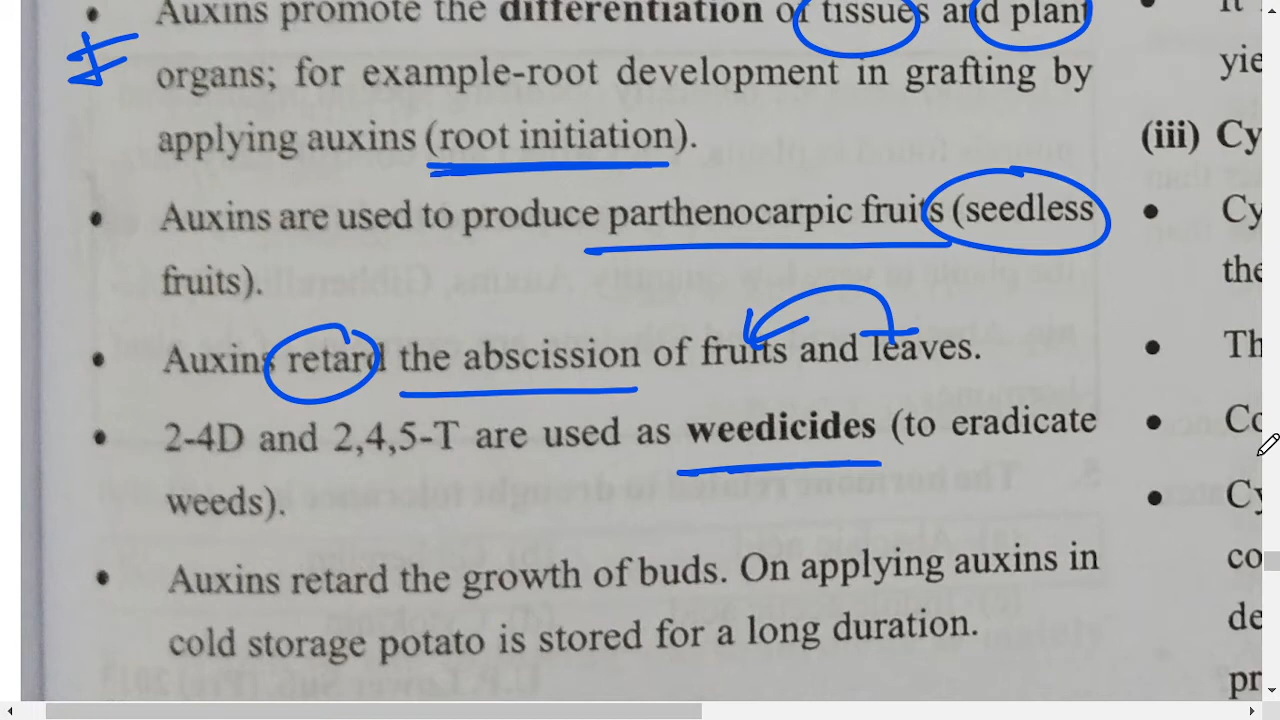 Auxins promote the differentiation of tissues and plant
organs; for example-root development in grafting by
applying auxins (root initiation).
Auxins are used to produce parthenocarpic fruits (seedless
fruits).
Auxins retard the abscission of fruits and leaves.
2-4D and 2,4,5-T are used as weedicides (to eradicate
weeds).
Auxins retard the growth of buds. On applying auxins in
cold storage potato is stored for a long duration.
It
yie
(iii) Cy
Cy
the
Th
Co
Cy
co
de
pr